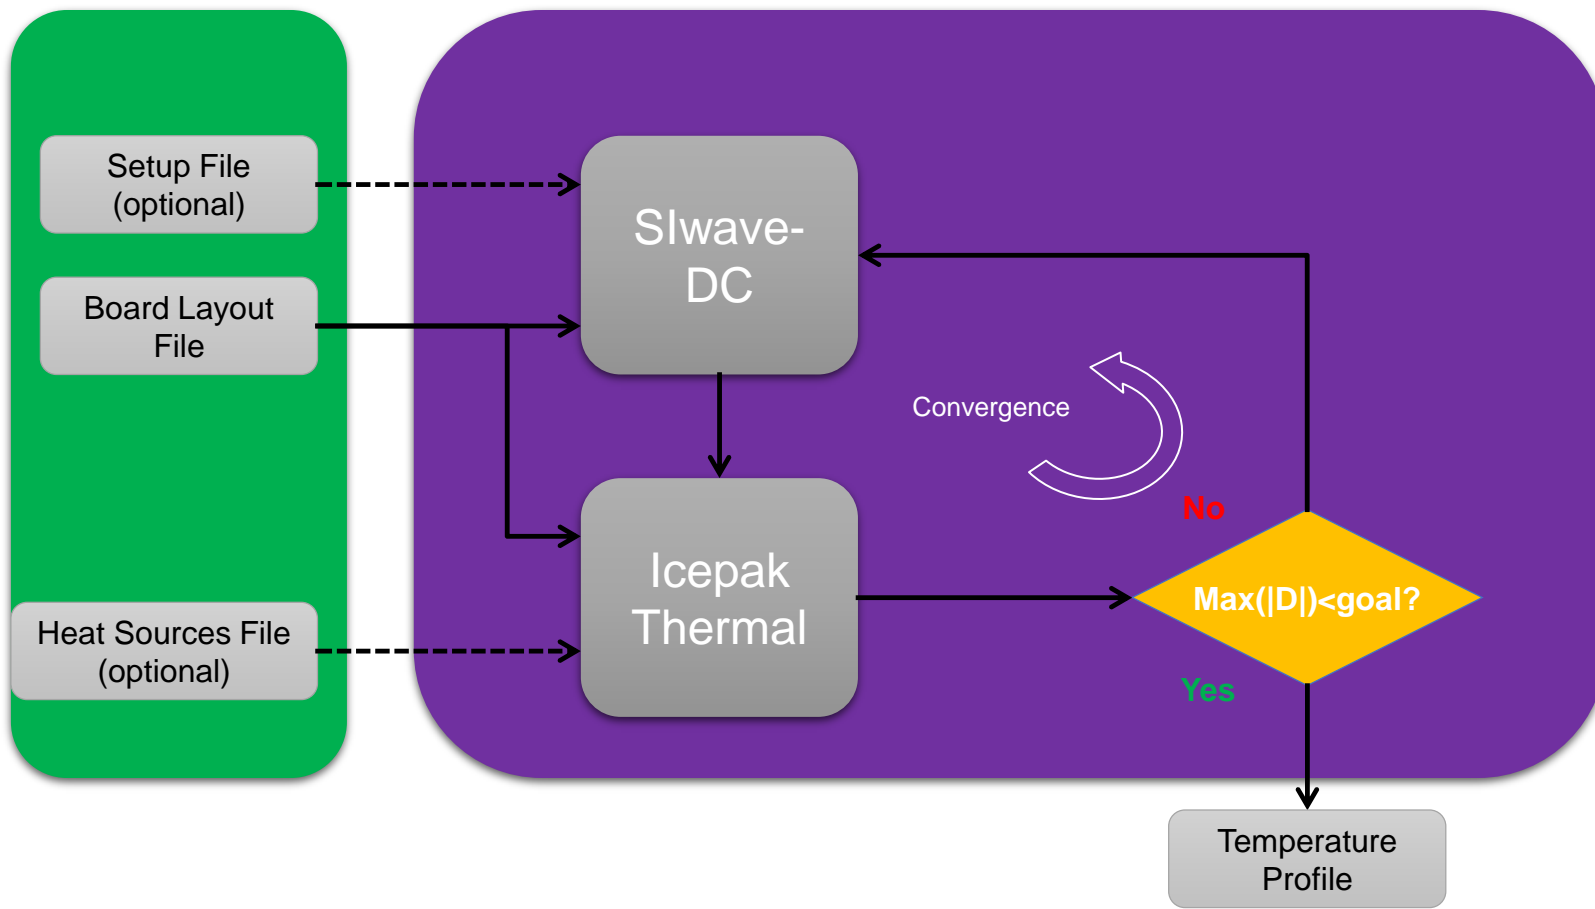 Setup File
(optional)
SIwave-
DC
Board Layout
File
Convergence
No
Icepak
Thermal
Max(|D|)<goal?
Heat Sources File
(optional)
Yes
Temperature
Profile